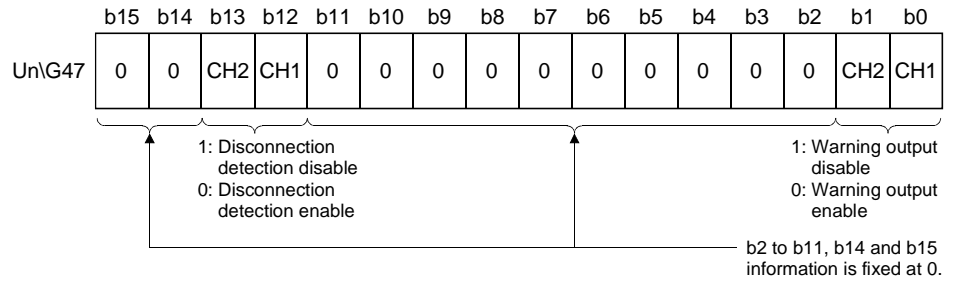 b15 b14 b13 b12 b11 b10 b9 b8 b7 b6 b5 b4 b3 b2 b1 b0
Un\G47 0 0 CH2 CH1 0 0 0 0 0 0 0 0 0 0 CH2 CH1
1: Disconnection
detection disable
0: Disconnection
detection enable
1: Warning output
disable
0: Warning output
enable
b2 to b11, b14 and b15
information is fixed at 0.